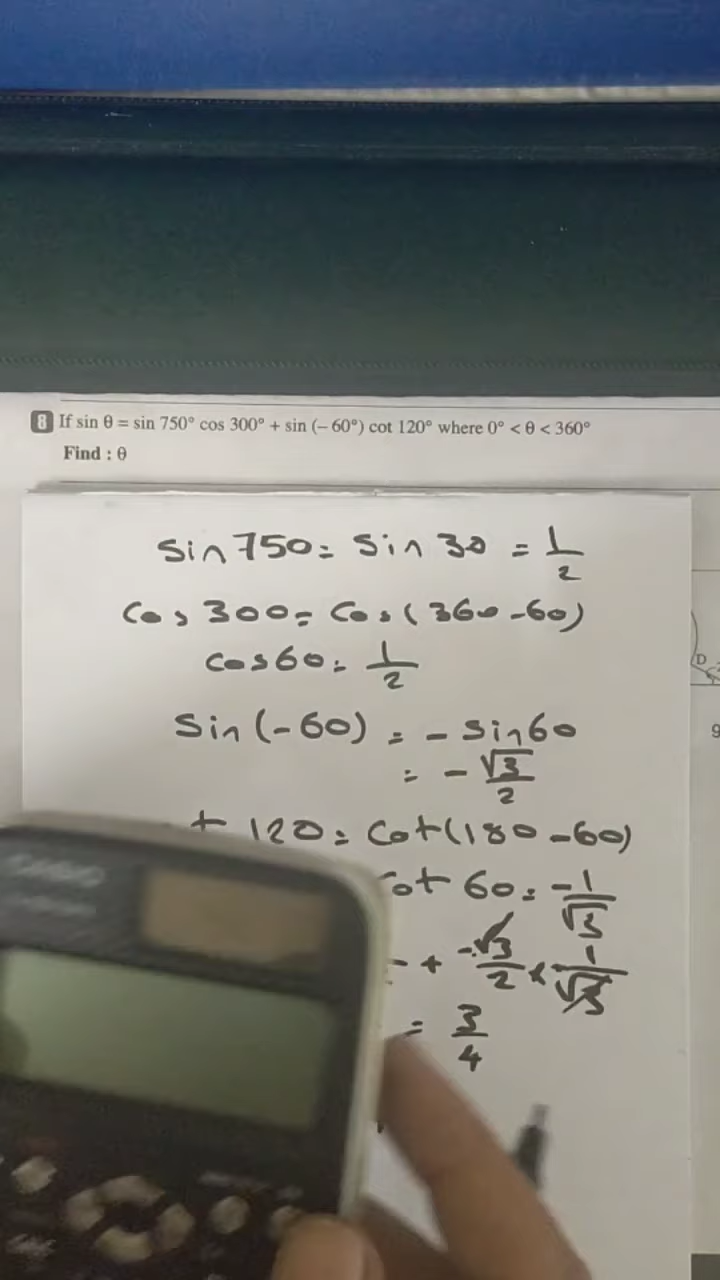 8 If sin θ = sin 750° cos 300° + sin (– 60°) cot 120° where 0° < θ < 360°
Find : θ
Sin 750 = Sin 30 = 1/2
Cos 300 = Cos (360 - 60)
Cos 60 = 1/2
Sin (-60) = - Sin 60
= - √3/2
120 = Cot (180 - 60)
60 = -1/√3
+ -√3/2 × 1/√3
= 3/4
D
9